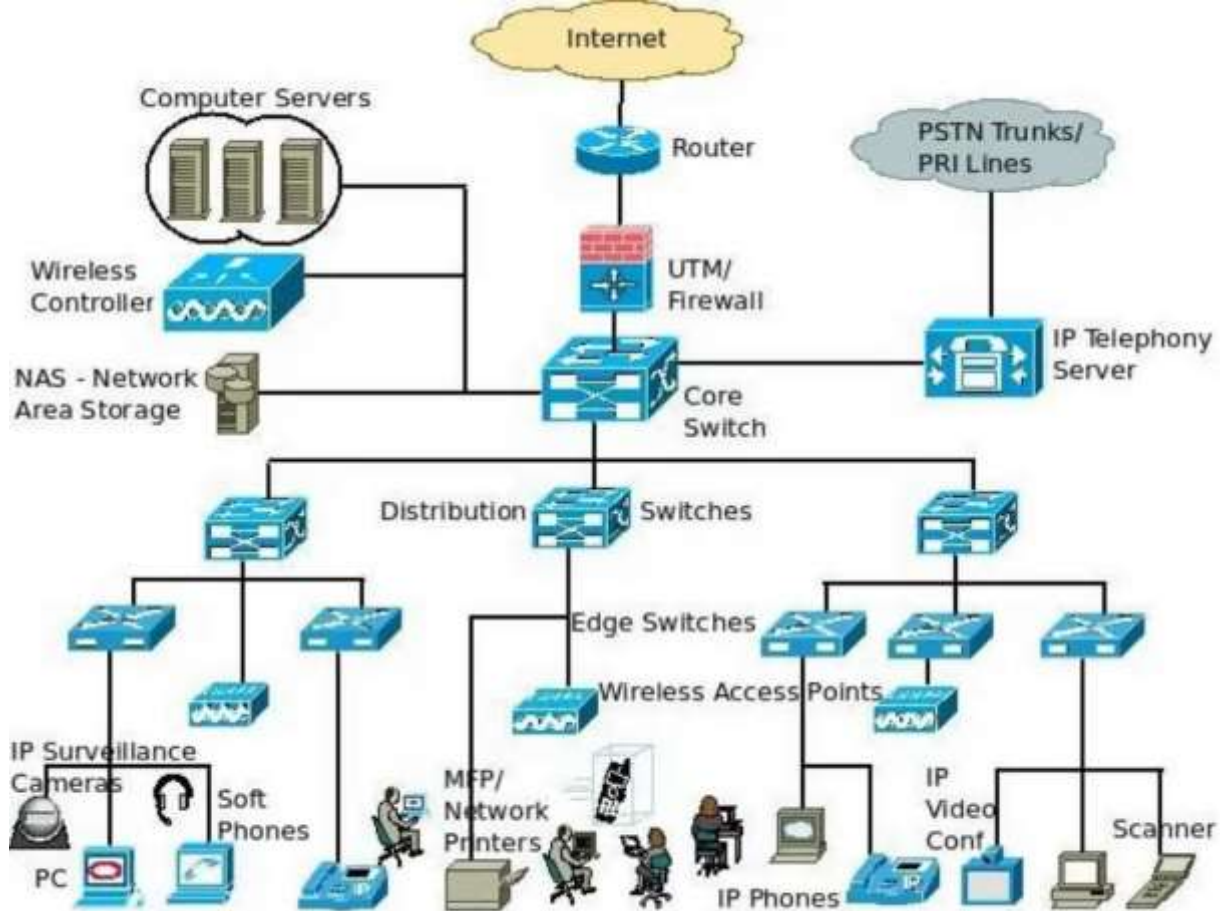 Internet
Computer Servers
PSTN Trunks/
PRI Lines
Router
Wireless
Controller
UTM/
Firewall
IP Telephony
Server
NAS - Network
Area Storage
Core
Switch
Distribution
Switches
Edge Switches
Wireless Access Points
IP Surveillance
Cameras
Soft
Phones
MFP/
Network
Printers
IP
Video
Conf
Scanner
PC
IP Phones
IP
IP